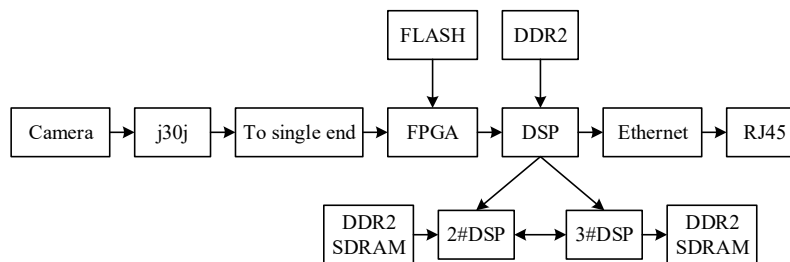 FLASH
DDR2
Camera
j30j
To single end
FPGA
DSP
Ethernet
RJ45
DDR2
SDRAM
2#DSP
3#DSP
DDR2
SDRAM